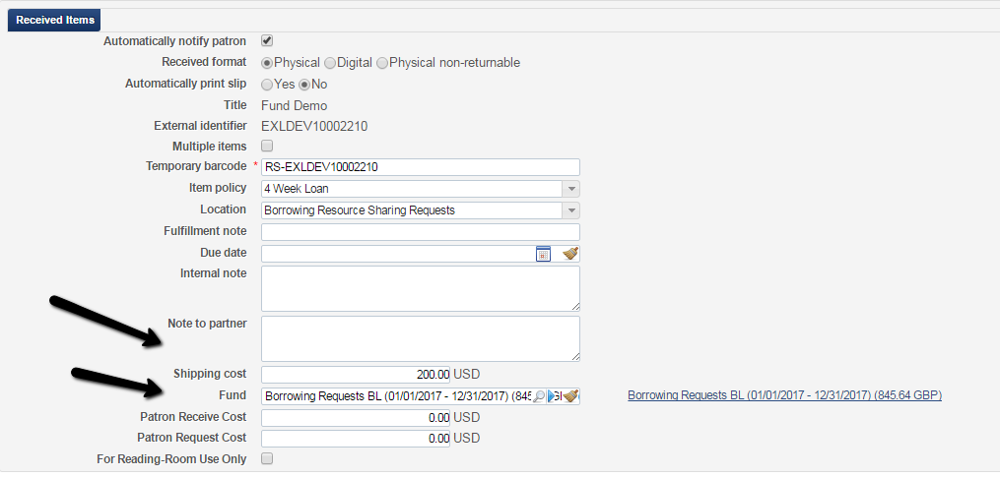 Received Items
Automatically notify patron
Received format Physical Digital Physical non-returnable
Automatically print slip Yes No
Title Fund Demo
External identifier EXLDEV10002210
Multiple items
Temporary barcode * RS-EXLDEV10002210
Item policy 4 Week Loan
Location Borrowing Resource Sharing Requests
Fulfillment note
Due date
Internal note
Note to partner
Shipping cost 200.00 USD
Fund Borrowing Requests BL (01/01/2017 - 12/31/2017) (845 Borrowing Requests BL (01/01/2017 - 12/31/2017) (845.64 GBP)
Patron Receive Cost 0.00 USD
Patron Request Cost 0.00 USD
For Reading-Room Use Only